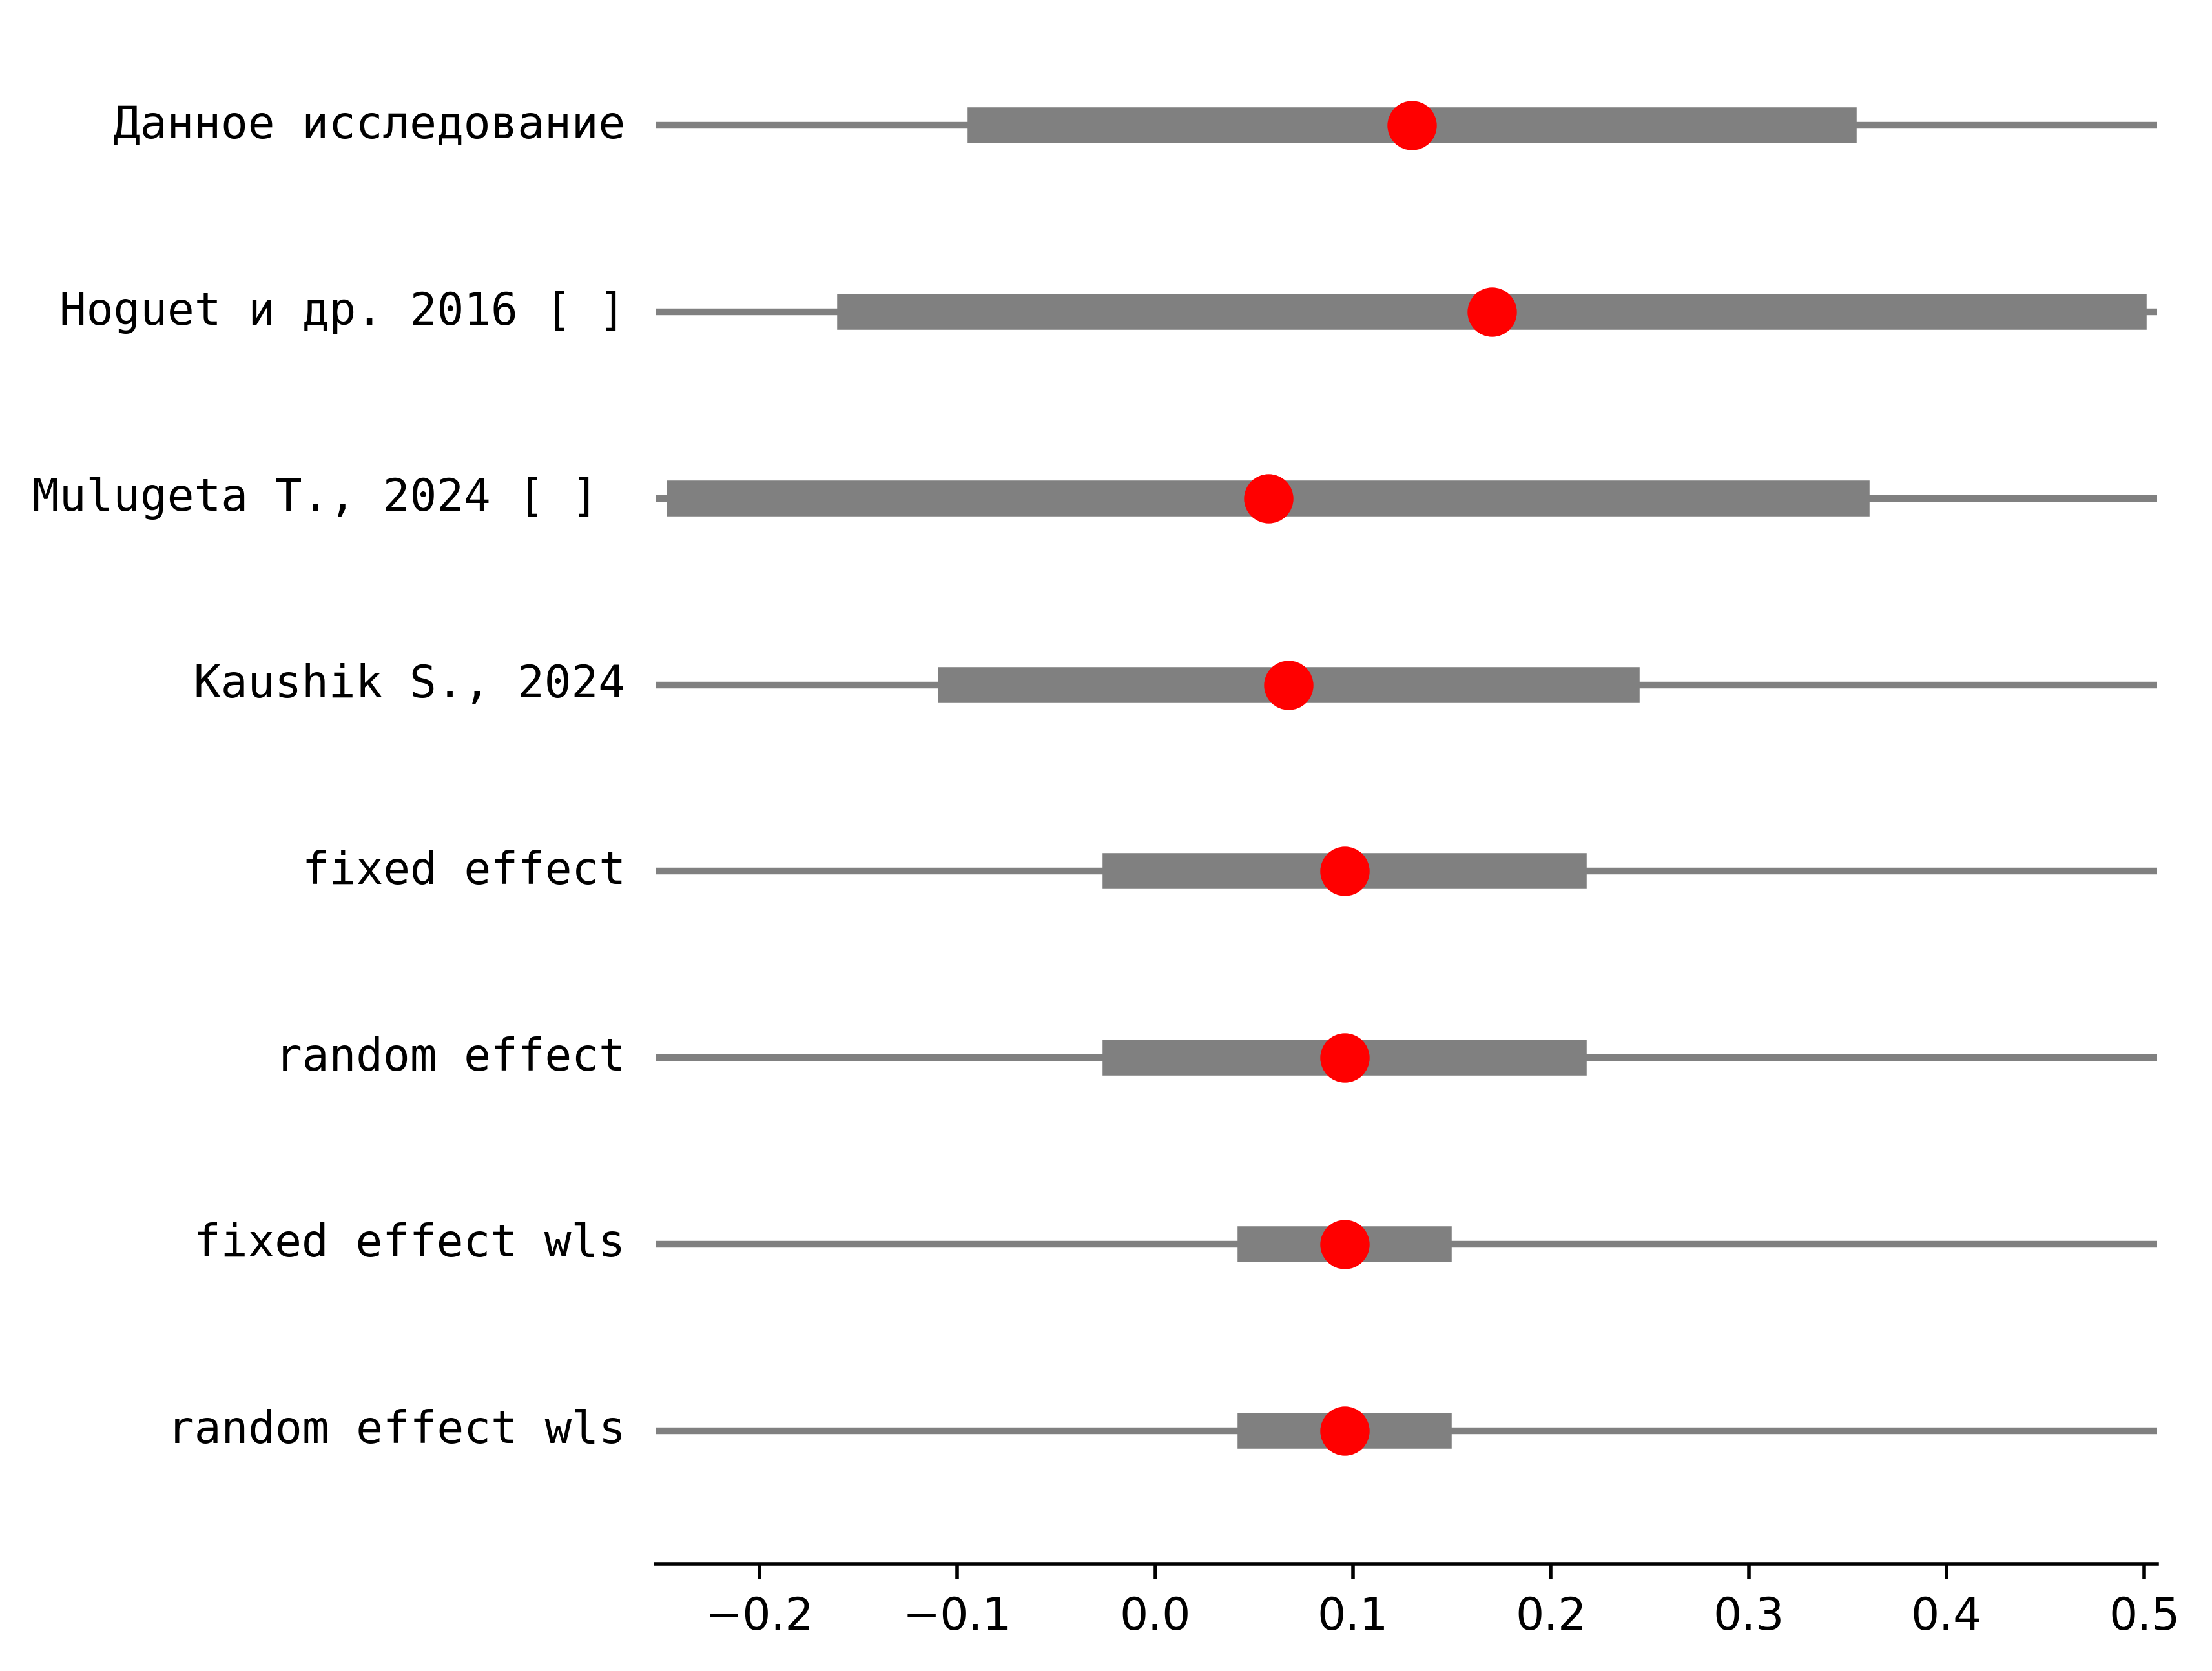 Данное исследование
Hoguet и др. 2016 [ ]
Mulugeta T., 2024 [ ]
Kaushik S., 2024
fixed effect
random effect
fixed effect wls
random effect wls
−0.2 −0.1 0.0 0.1 0.2 0.3 0.4 0.5